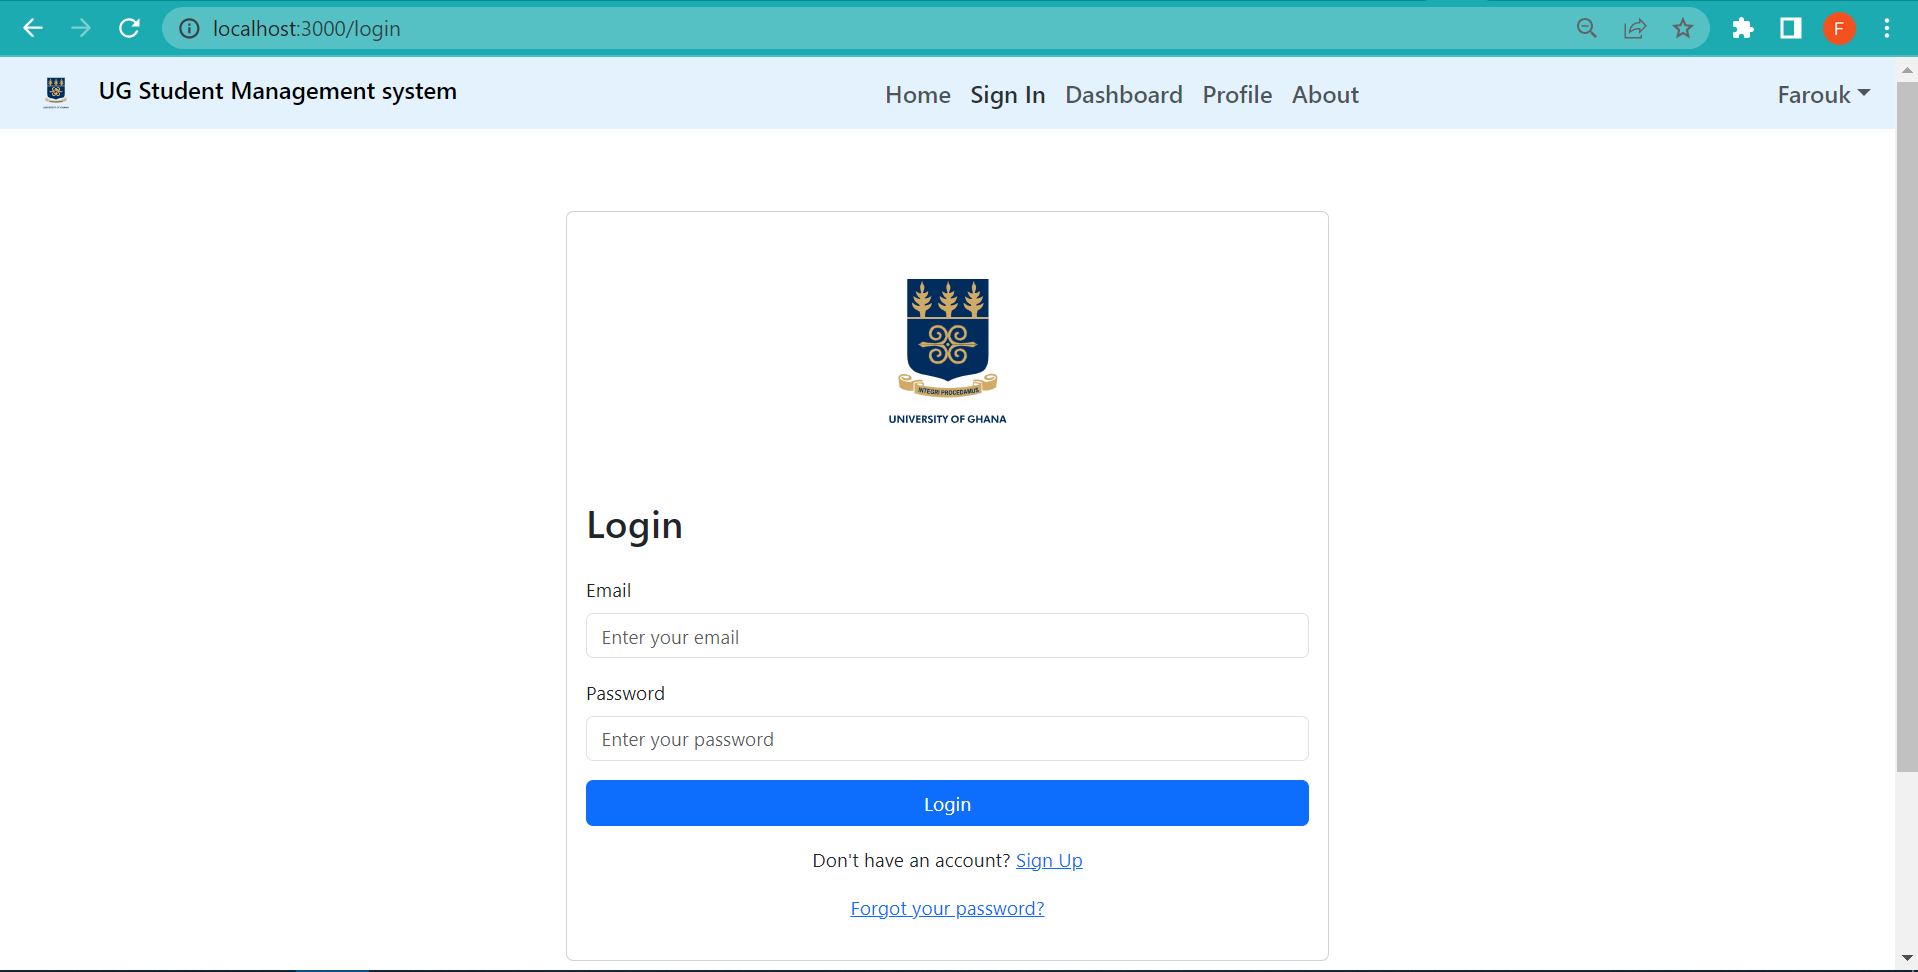 localhost:3000/login
F
UG Student Management system
Home Sign In Dashboard Profile About
Farouk
INTEGRI PROCEDAMUS
UNIVERSITY OF GHANA
Login
Email
Enter your email
Password
Enter your password
Login
Don't have an account? Sign Up
Forgot your password?